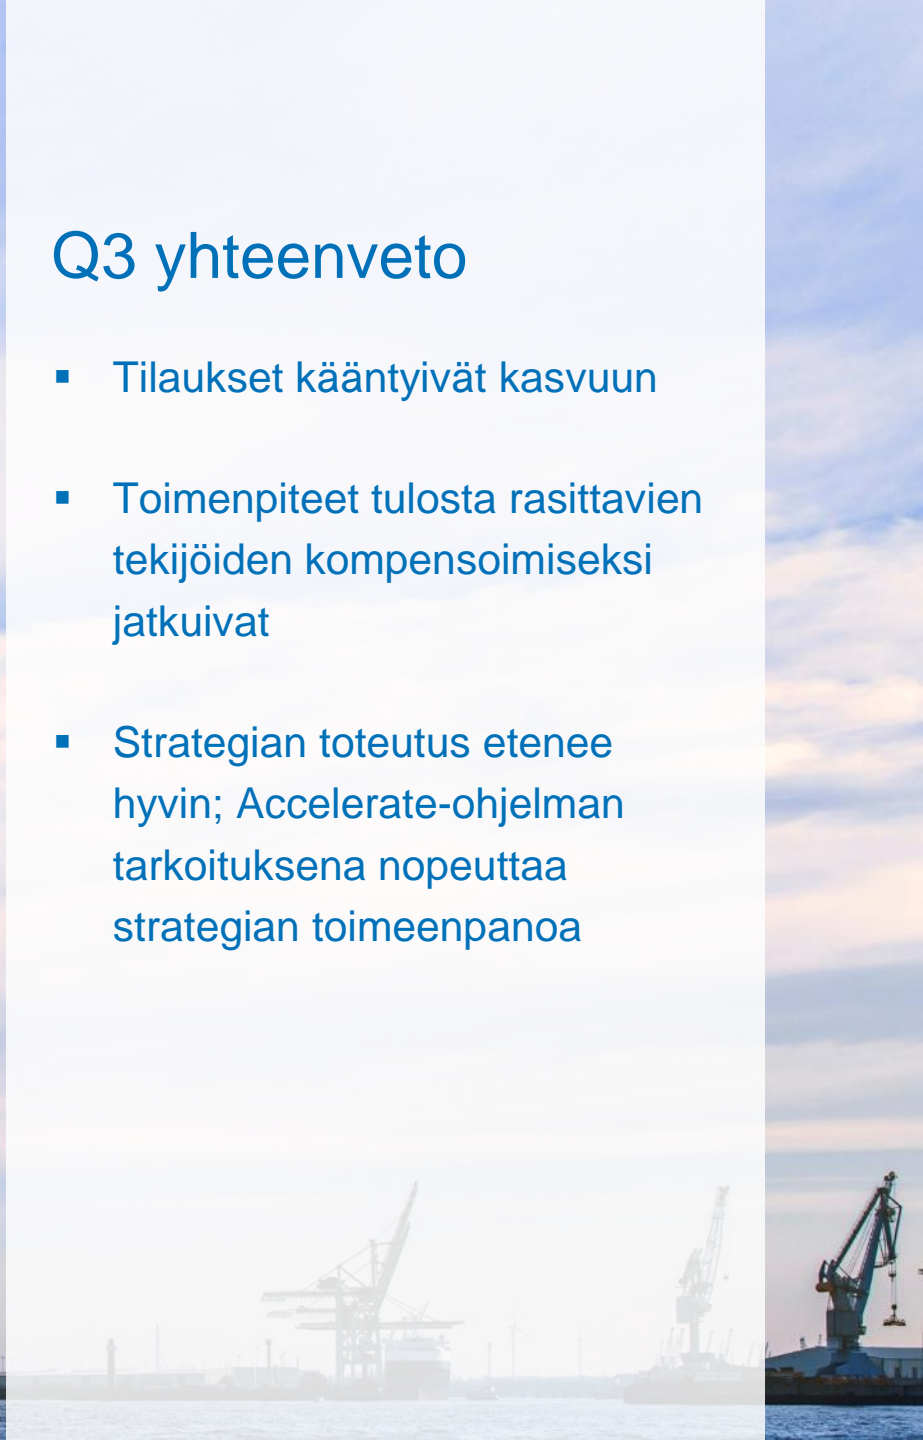 Q3 yhteenveto
▪ Tilaukset kääntyivät kasvuun
▪ Toimenpiteet tulosta rasittavien
tekijöiden kompensoimiseksi
jatkuivat
▪ Strategian toteutus etenee
hyvin; Accelerate-ohjelman
tarkoituksena nopeuttaa
strategian toimeenpanoa